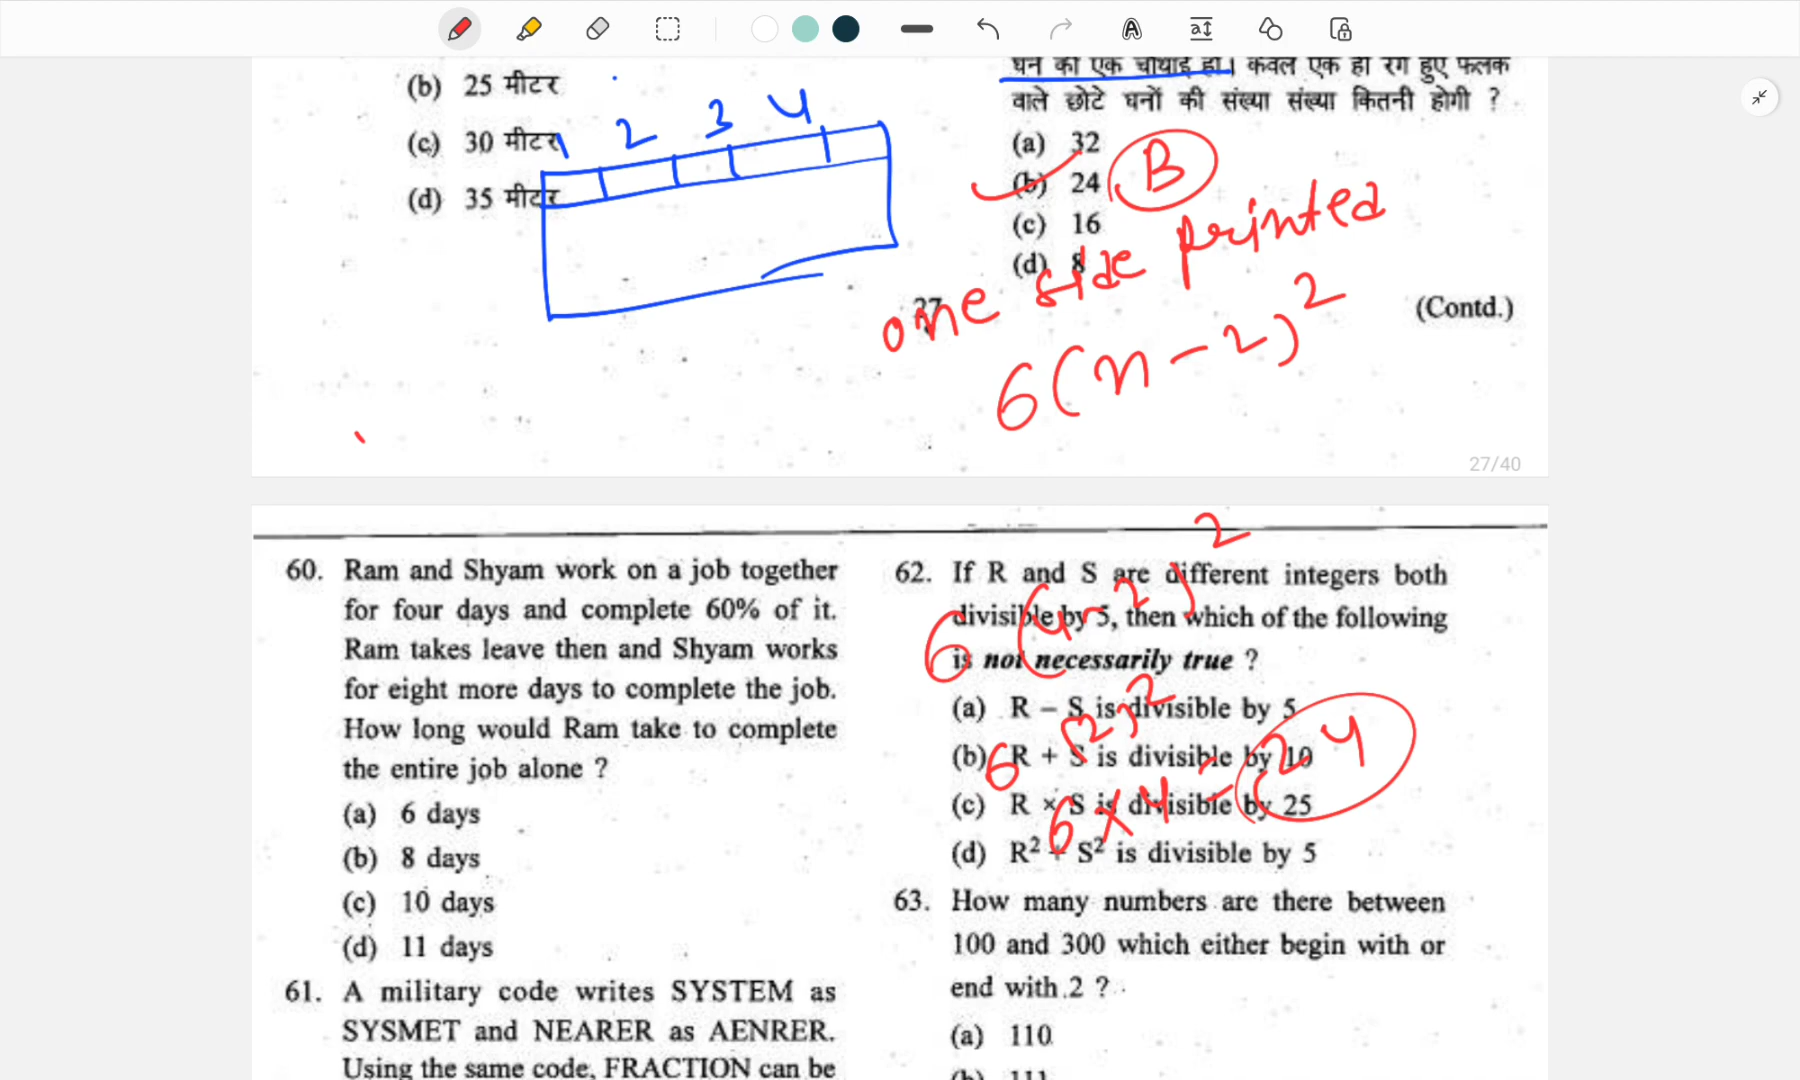 (b) 25 मीटर
(c) 30 मीटर
(d) 35 मीटर
1 2 3 4
घन की एक चौथाई हो। केवल एक ही रंगे हुए फलक
वाले छोटे घनों की संख्या संख्या कितनी होगी ?
(a) 32
(b) 24
B
(c) 16
(d) 8
one side printed
6(n-2)²
27
(Contd.)
27/40
60. Ram and Shyam work on a job together
for four days and complete 60% of it.
Ram takes leave then and Shyam works
for eight more days to complete the job.
How long would Ram take to complete
the entire job alone ?
(a) 6 days
(b) 8 days
(c) 10 days
(d) 11 days
61. A military code writes SYSTEM as
SYSMET and NEARER as AENRER.
Using the same code, FRACTION can be
62. If R and S are different integers both
divisible by 5, then which of the following
is not necessarily true ?
(a) R – S is divisible by 5
(b) R + S is divisible by 10
(c) R × S is divisible by 25
(d) R² + S² is divisible by 5
6(4-2)²
6(2)²
6×4=24
63. How many numbers are there between
100 and 300 which either begin with or
end with 2 ?
(a) 110
(b) 111